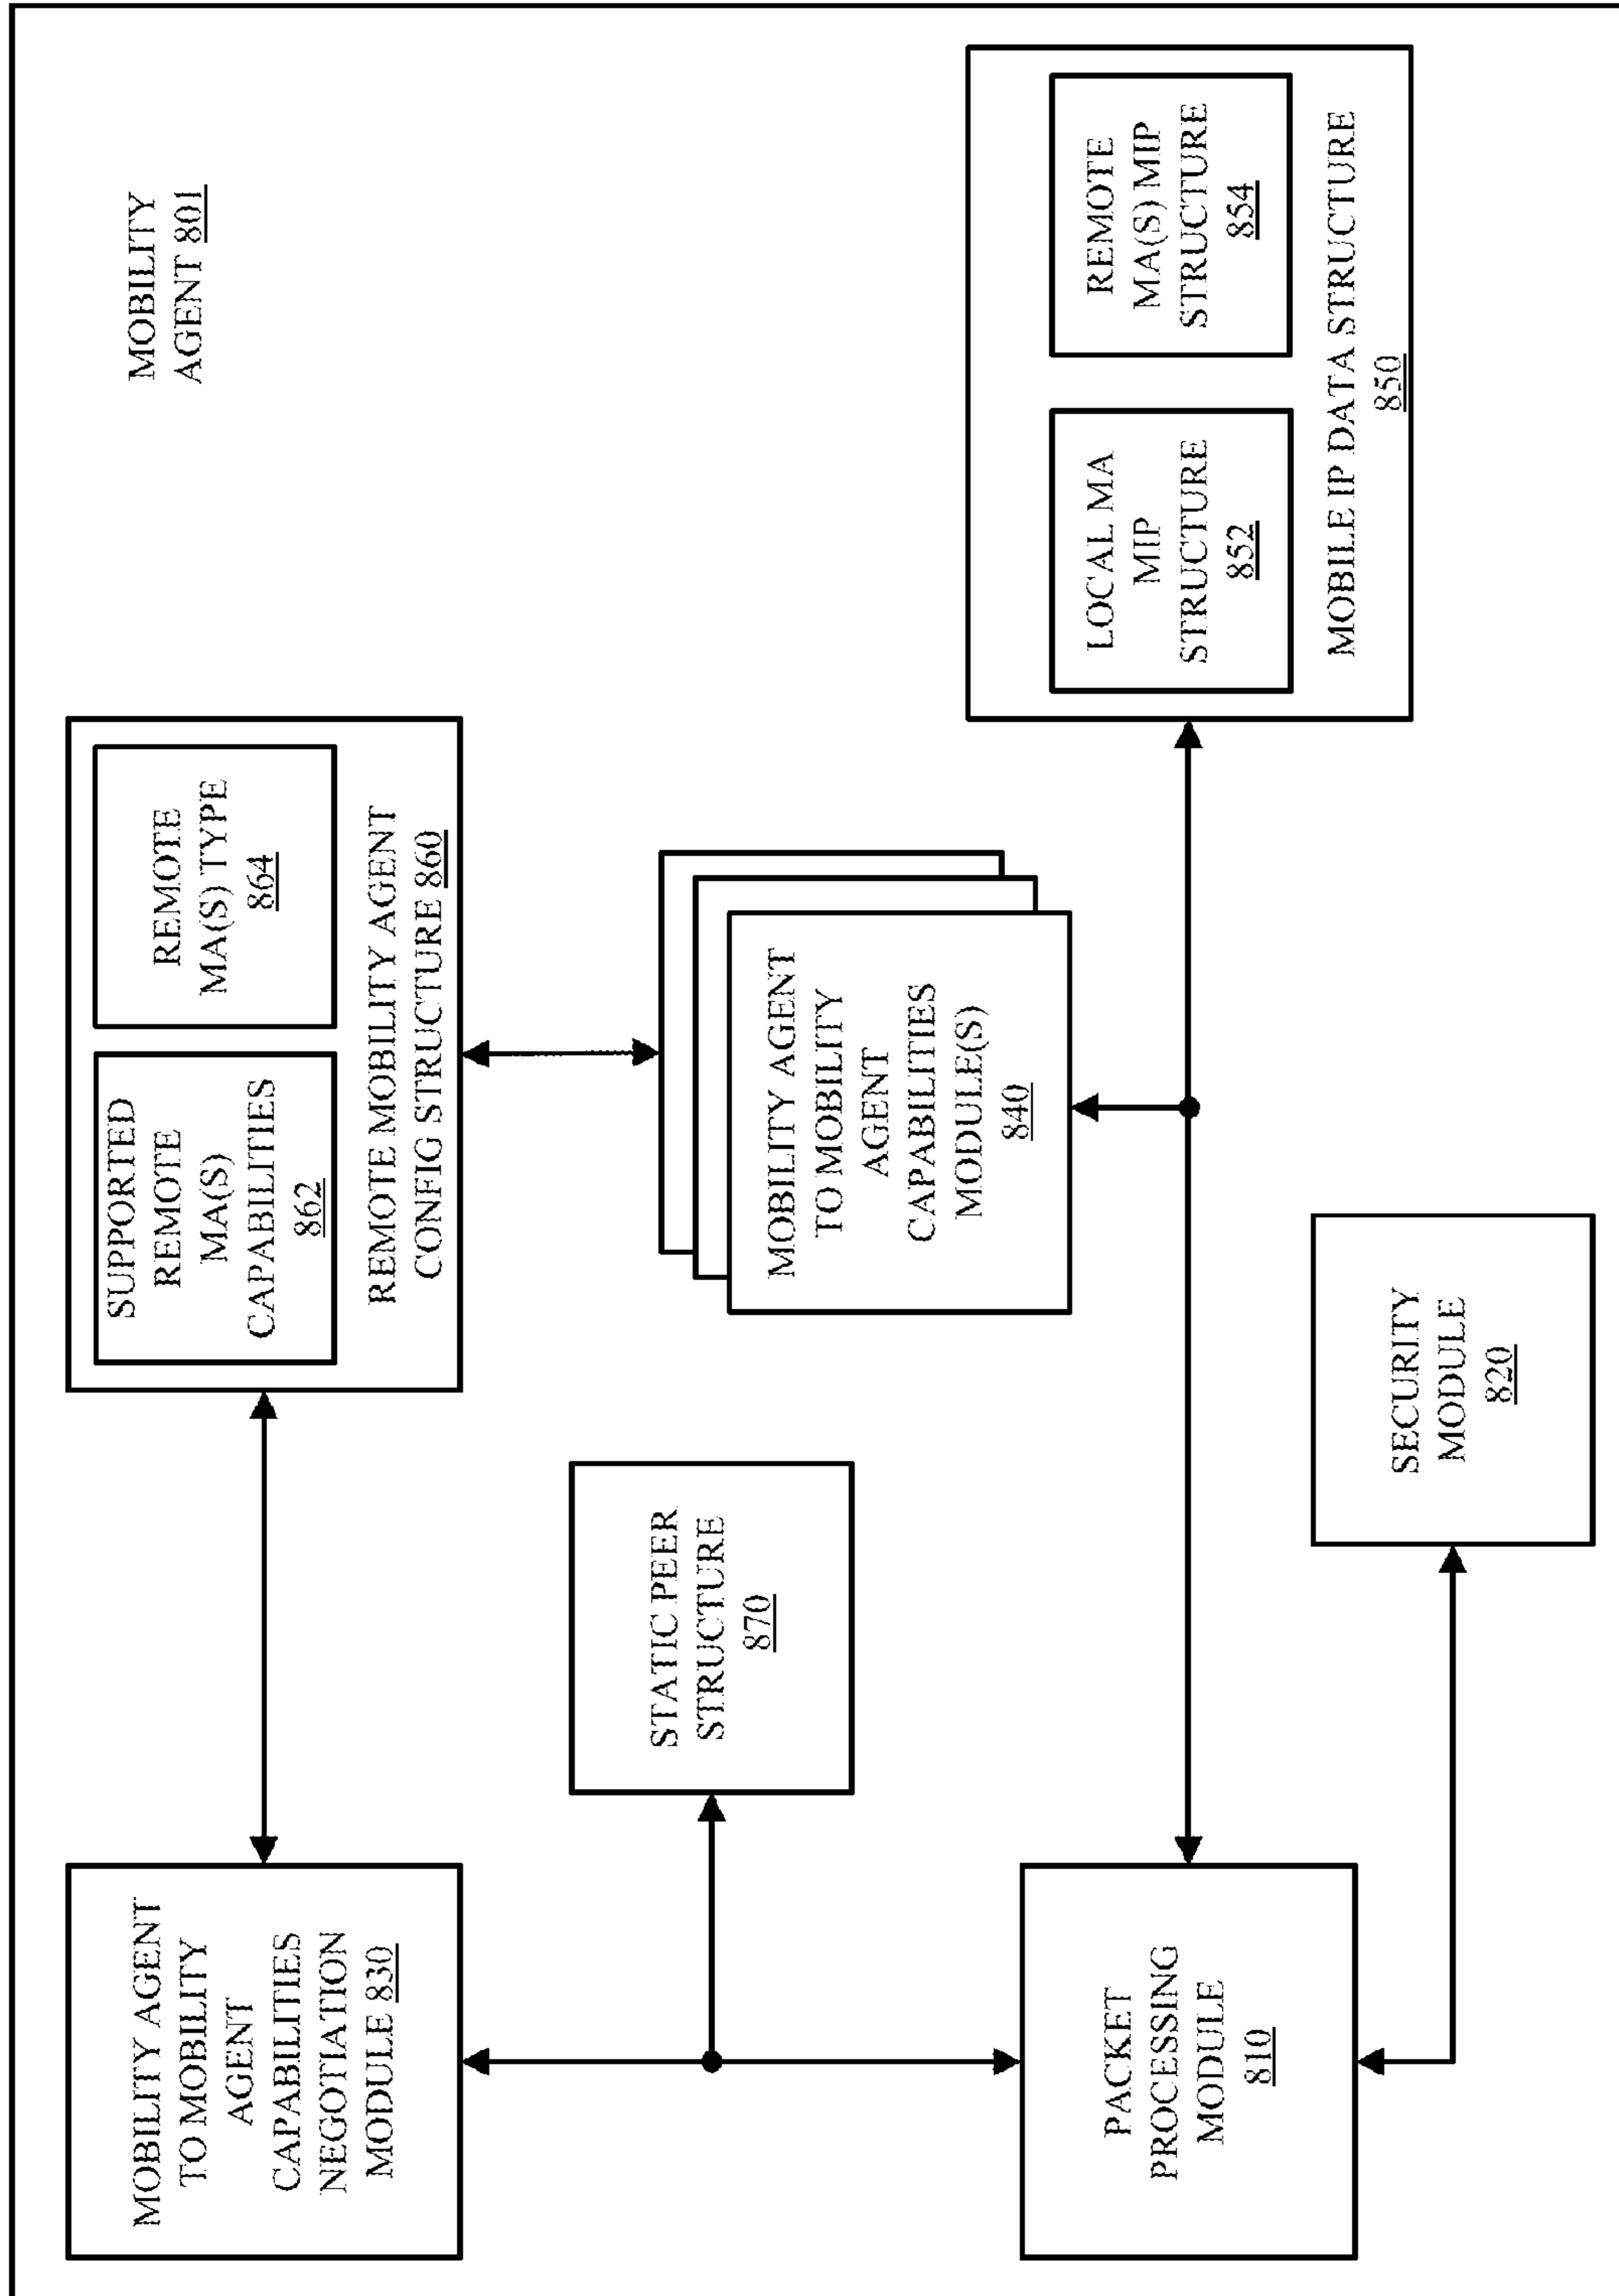 MOBILITY
AGENT 801
MOBILITY AGENT
TO MOBILITY
AGENT
CAPABILITIES
NEGOTIATION
MODULE 830
SUPPORTED
REMOTE
MA(S)
CAPABILITIES
862
REMOTE
MA(S) TYPE
864
REMOTE MOBILITY AGENT
CONFIG STRUCTURE 860
STATIC PEER
STRUCTURE
870
MOBILITY AGENT
TO MOBILITY
AGENT
CAPABILITIES
MODULE(S)
840
PACKET
PROCESSING
MODULE
810
SECURITY
MODULE
820
LOCAL MA
MIP
STRUCTURE
852
REMOTE
MA(S) MIP
STRUCTURE
854
MOBILE IP DATA STRUCTURE
850